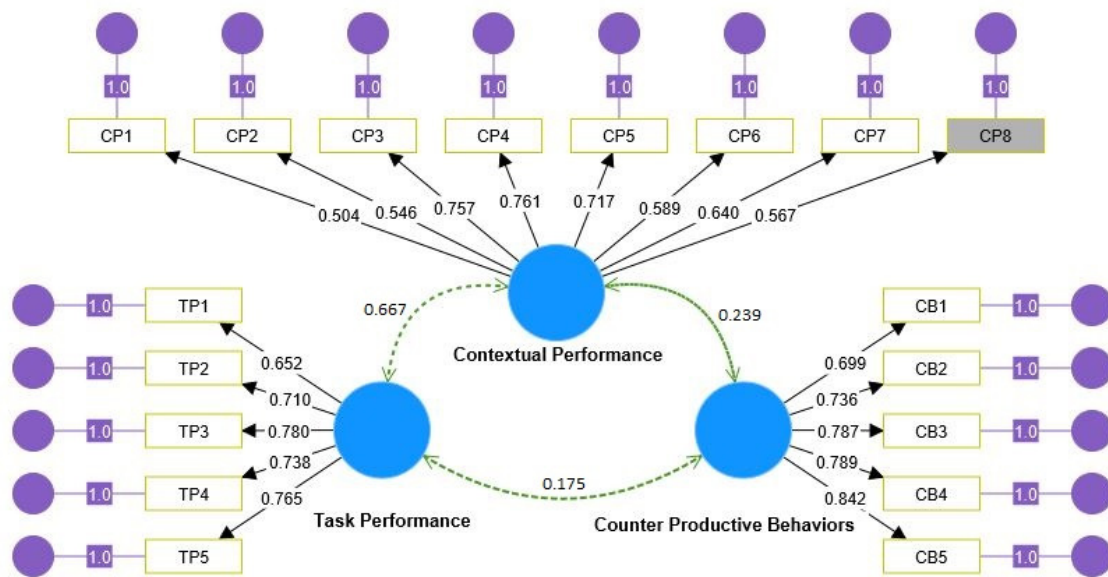 1.0 1.0 1.0 1.0 1.0 1.0 1.0 1.0
CP1 CP2 CP3 CP4 CP5 CP6 CP7 CP8
0.504 0.546 0.757 0.761 0.717 0.589 0.640 0.567
0.667
0.239
Contextual Performance
1.0 TP1
0.652
1.0 TP2
0.710
1.0 TP3
0.780
1.0 TP4
0.738
0.765
1.0 TP5
Task Performance
0.175
CB1 1.0
0.699
CB2 1.0
0.736
CB3 1.0
0.787
CB4 1.0
0.789
0.842
CB5 1.0
Counter Productive Behaviors